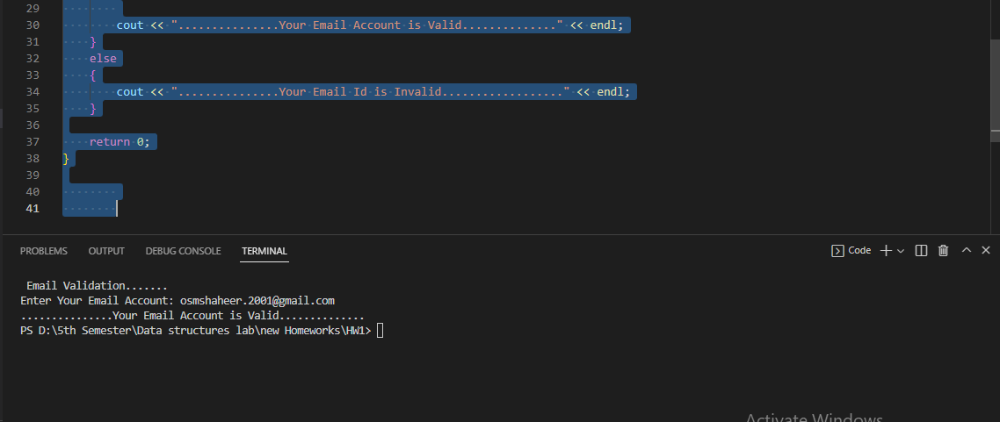 29
30 cout << "...............Your Email Account is Valid.............." << endl;
31 }
32 else
33 {
34 cout << "...............Your Email Id is Invalid.................." << endl;
35 }
36
37 return 0;
38 }
39
40
41
PROBLEMS OUTPUT DEBUG CONSOLE TERMINAL Code
Email Validation.......
Enter Your Email Account: osmshaheer.2001@gmail.com
...............Your Email Account is Valid..............
PS D:\5th Semester\Data structures lab\new Homeworks\HW1>
Activate Windows